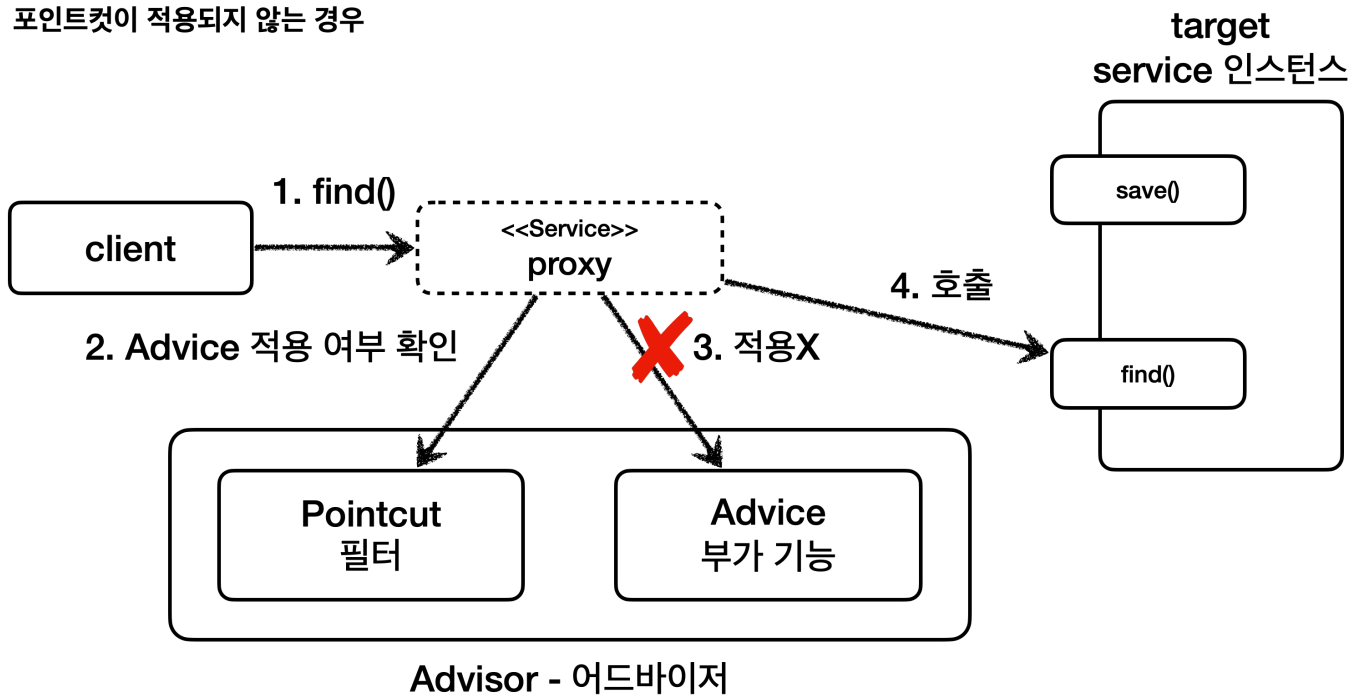 포인트컷이 적용되지 않는 경우
target
service 인스턴스
save()
1. find()
client
<<Service>>
proxy
4. 호출
2. Advice 적용 여부 확인
3. 적용X
find()
Pointcut
필터
Advice
부가 기능
Advisor - 어드바이저